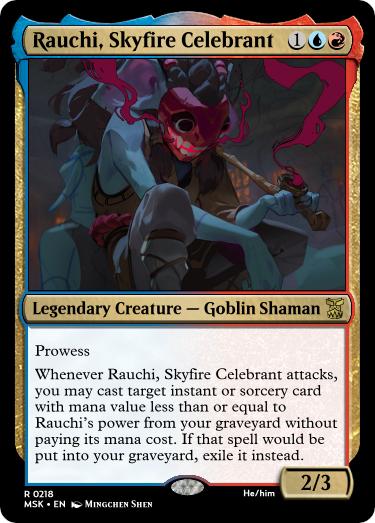 Rauchi, Skyfire Celebrant 1
Legendary Creature — Goblin Shaman
Prowess
Whenever Rauchi, Skyfire Celebrant attacks,
you may cast target instant or sorcery card
with mana value less than or equal to
Rauchi's power from your graveyard without
paying its mana cost. If that spell would be
put into your graveyard, exile it instead.
2/3
R 0218
MSK • EN Mingchen Shen
He/him